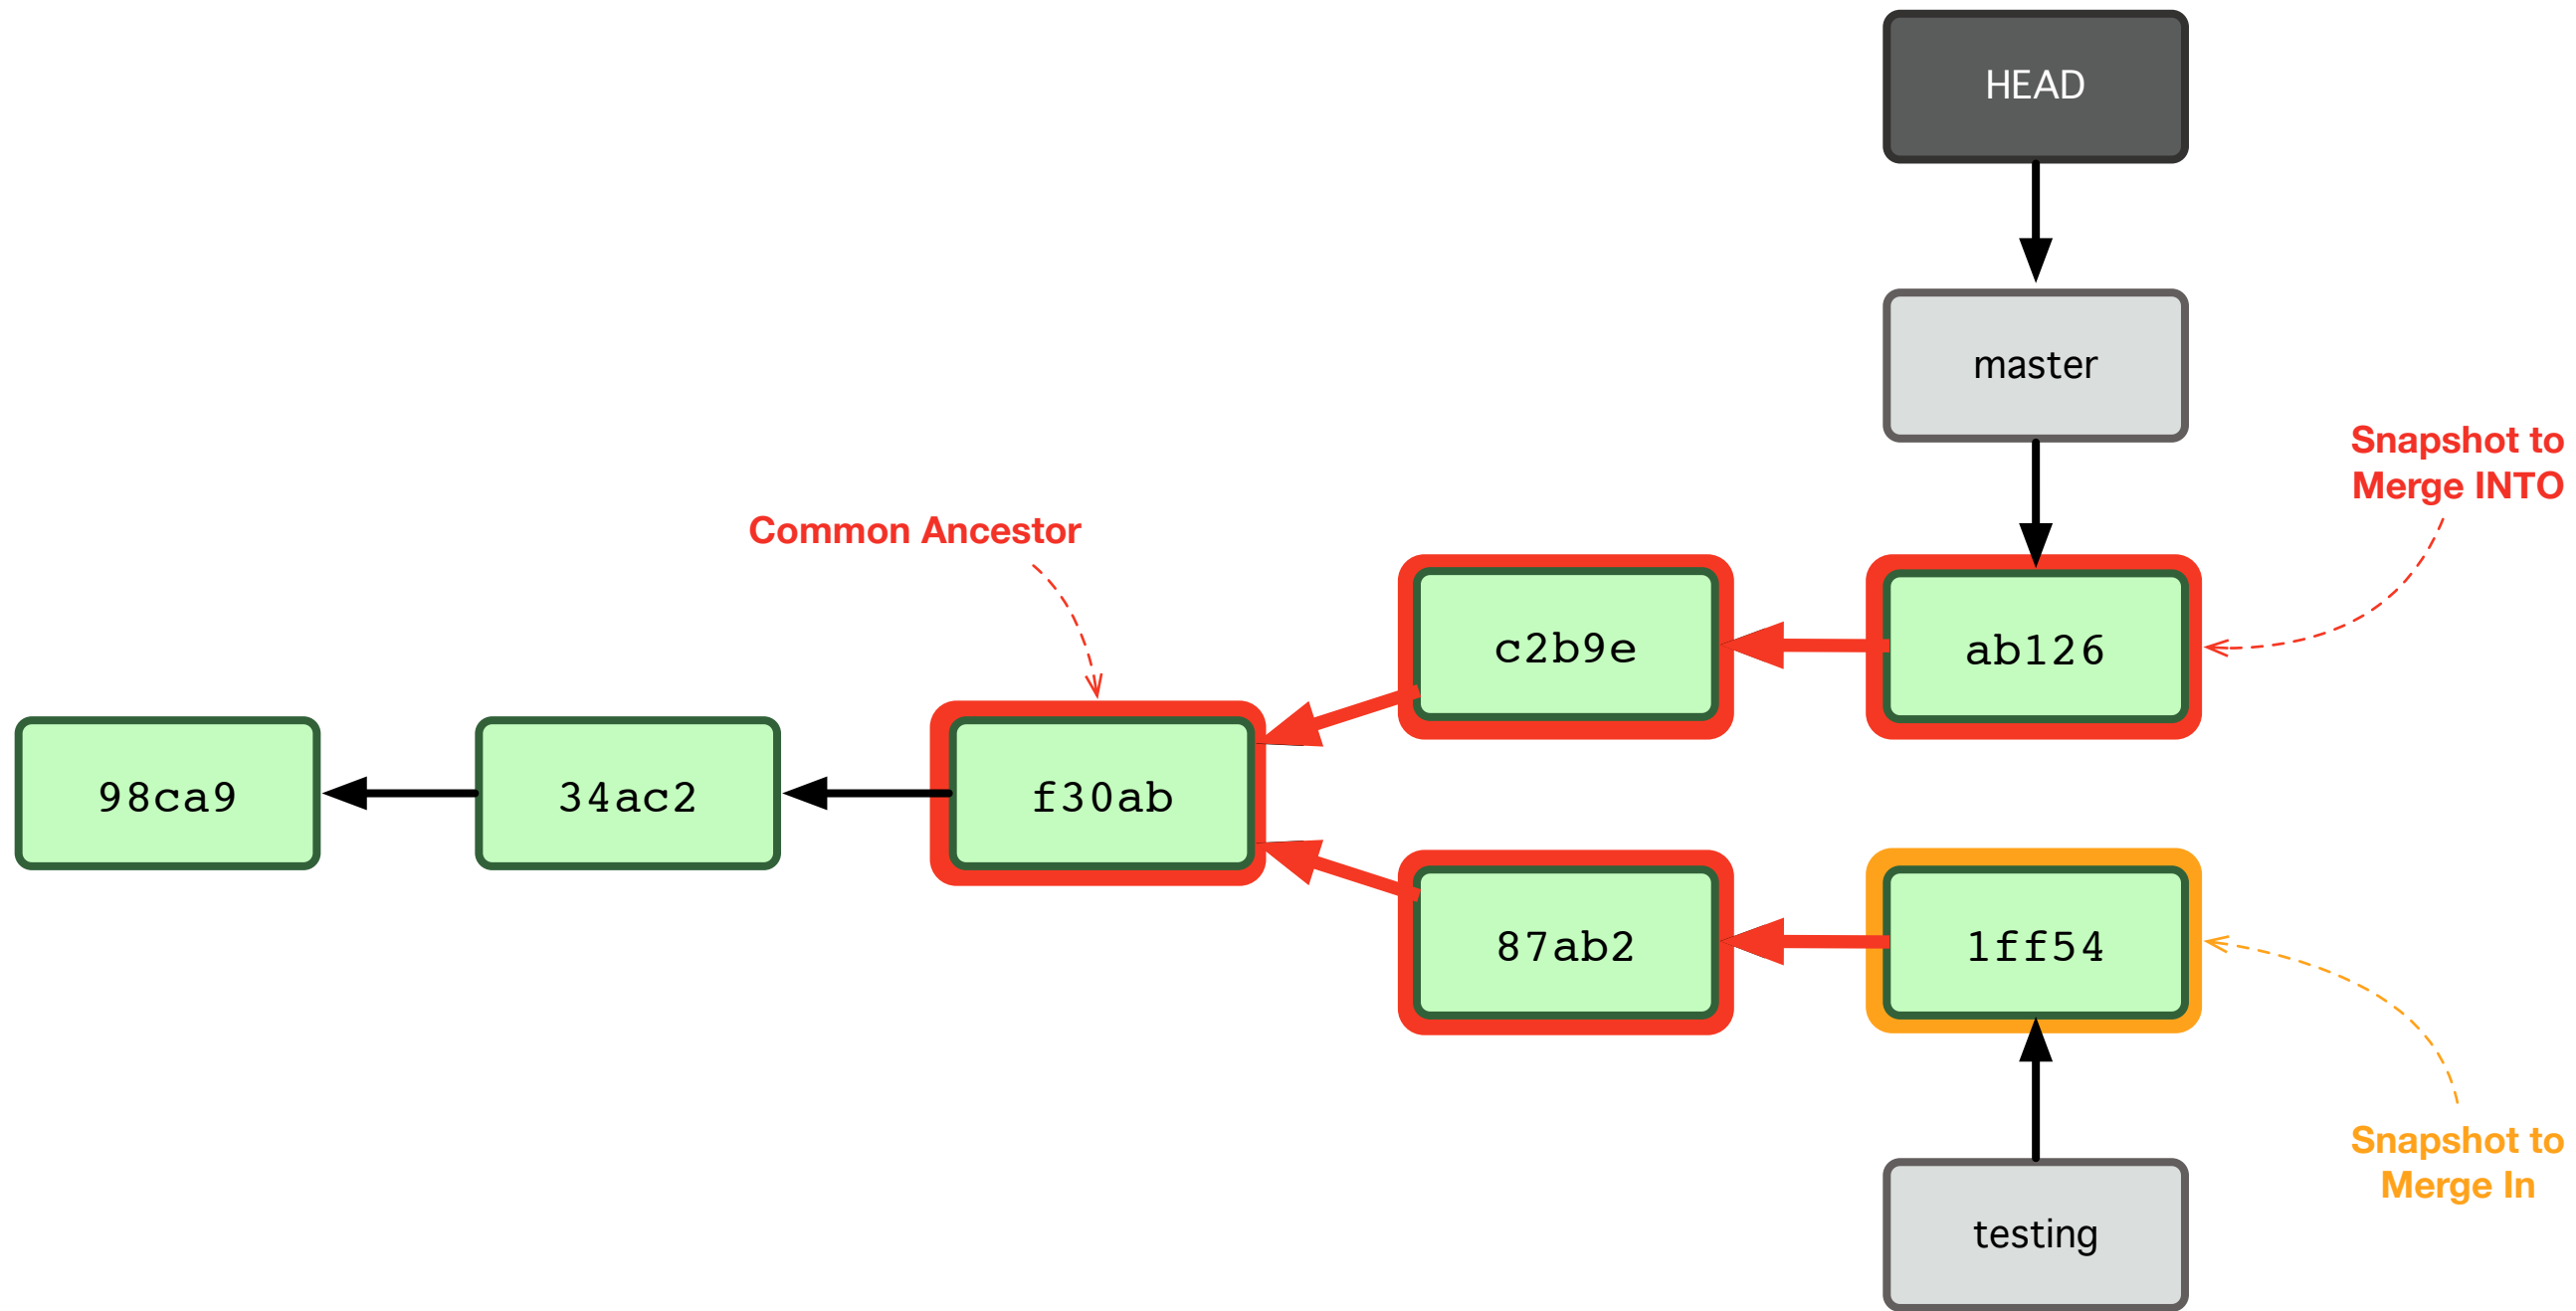 HEAD
master
Snapshot to
Merge INTO
Common Ancestor
c2b9e
ab126
98ca9
34ac2
f30ab
87ab2
1ff54
Snapshot to
Merge In
testing